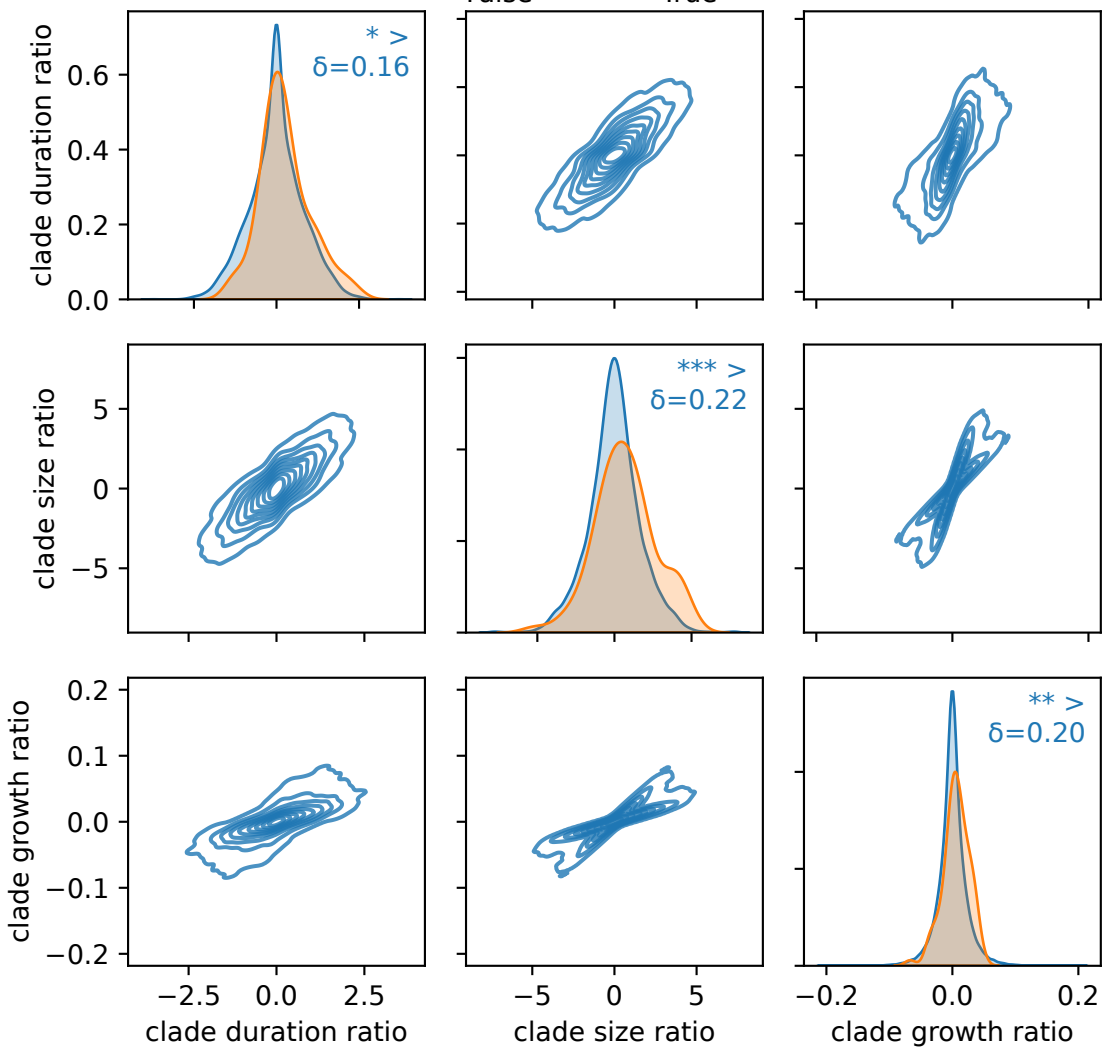 clade duration ratio
0.6
0.4
0.2
0.0
* >
δ=0.16
clade size ratio
5
0
−5
*** >
δ=0.22
clade growth ratio
0.2
0.1
0.0
−0.1
−0.2
** >
δ=0.20
−2.5 0.0 2.5
−5 0 5
−0.2 0.0 0.2
clade duration ratio
clade size ratio
clade growth ratio